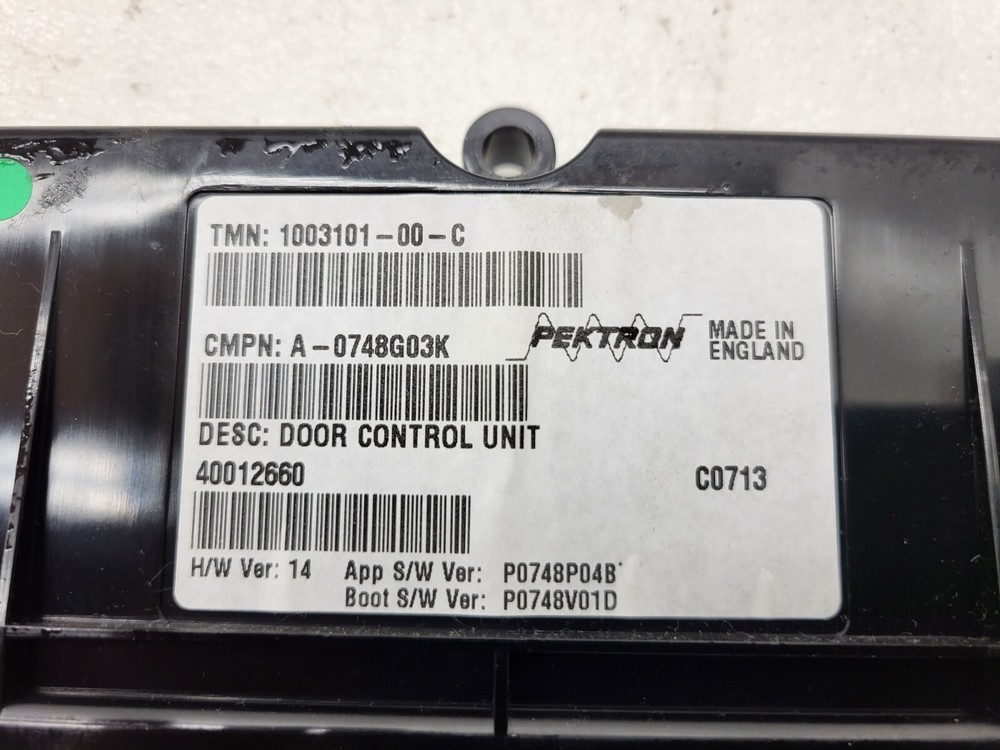 TMN: 1003101-00-C
CMPN: A-0748G03K
PEKTRON
MADE IN
ENGLAND
DESC: DOOR CONTROL UNIT
40012660
C0713
H/W Ver: 14 App S/W Ver: P0748P04B
Boot S/W Ver: P0748V01D